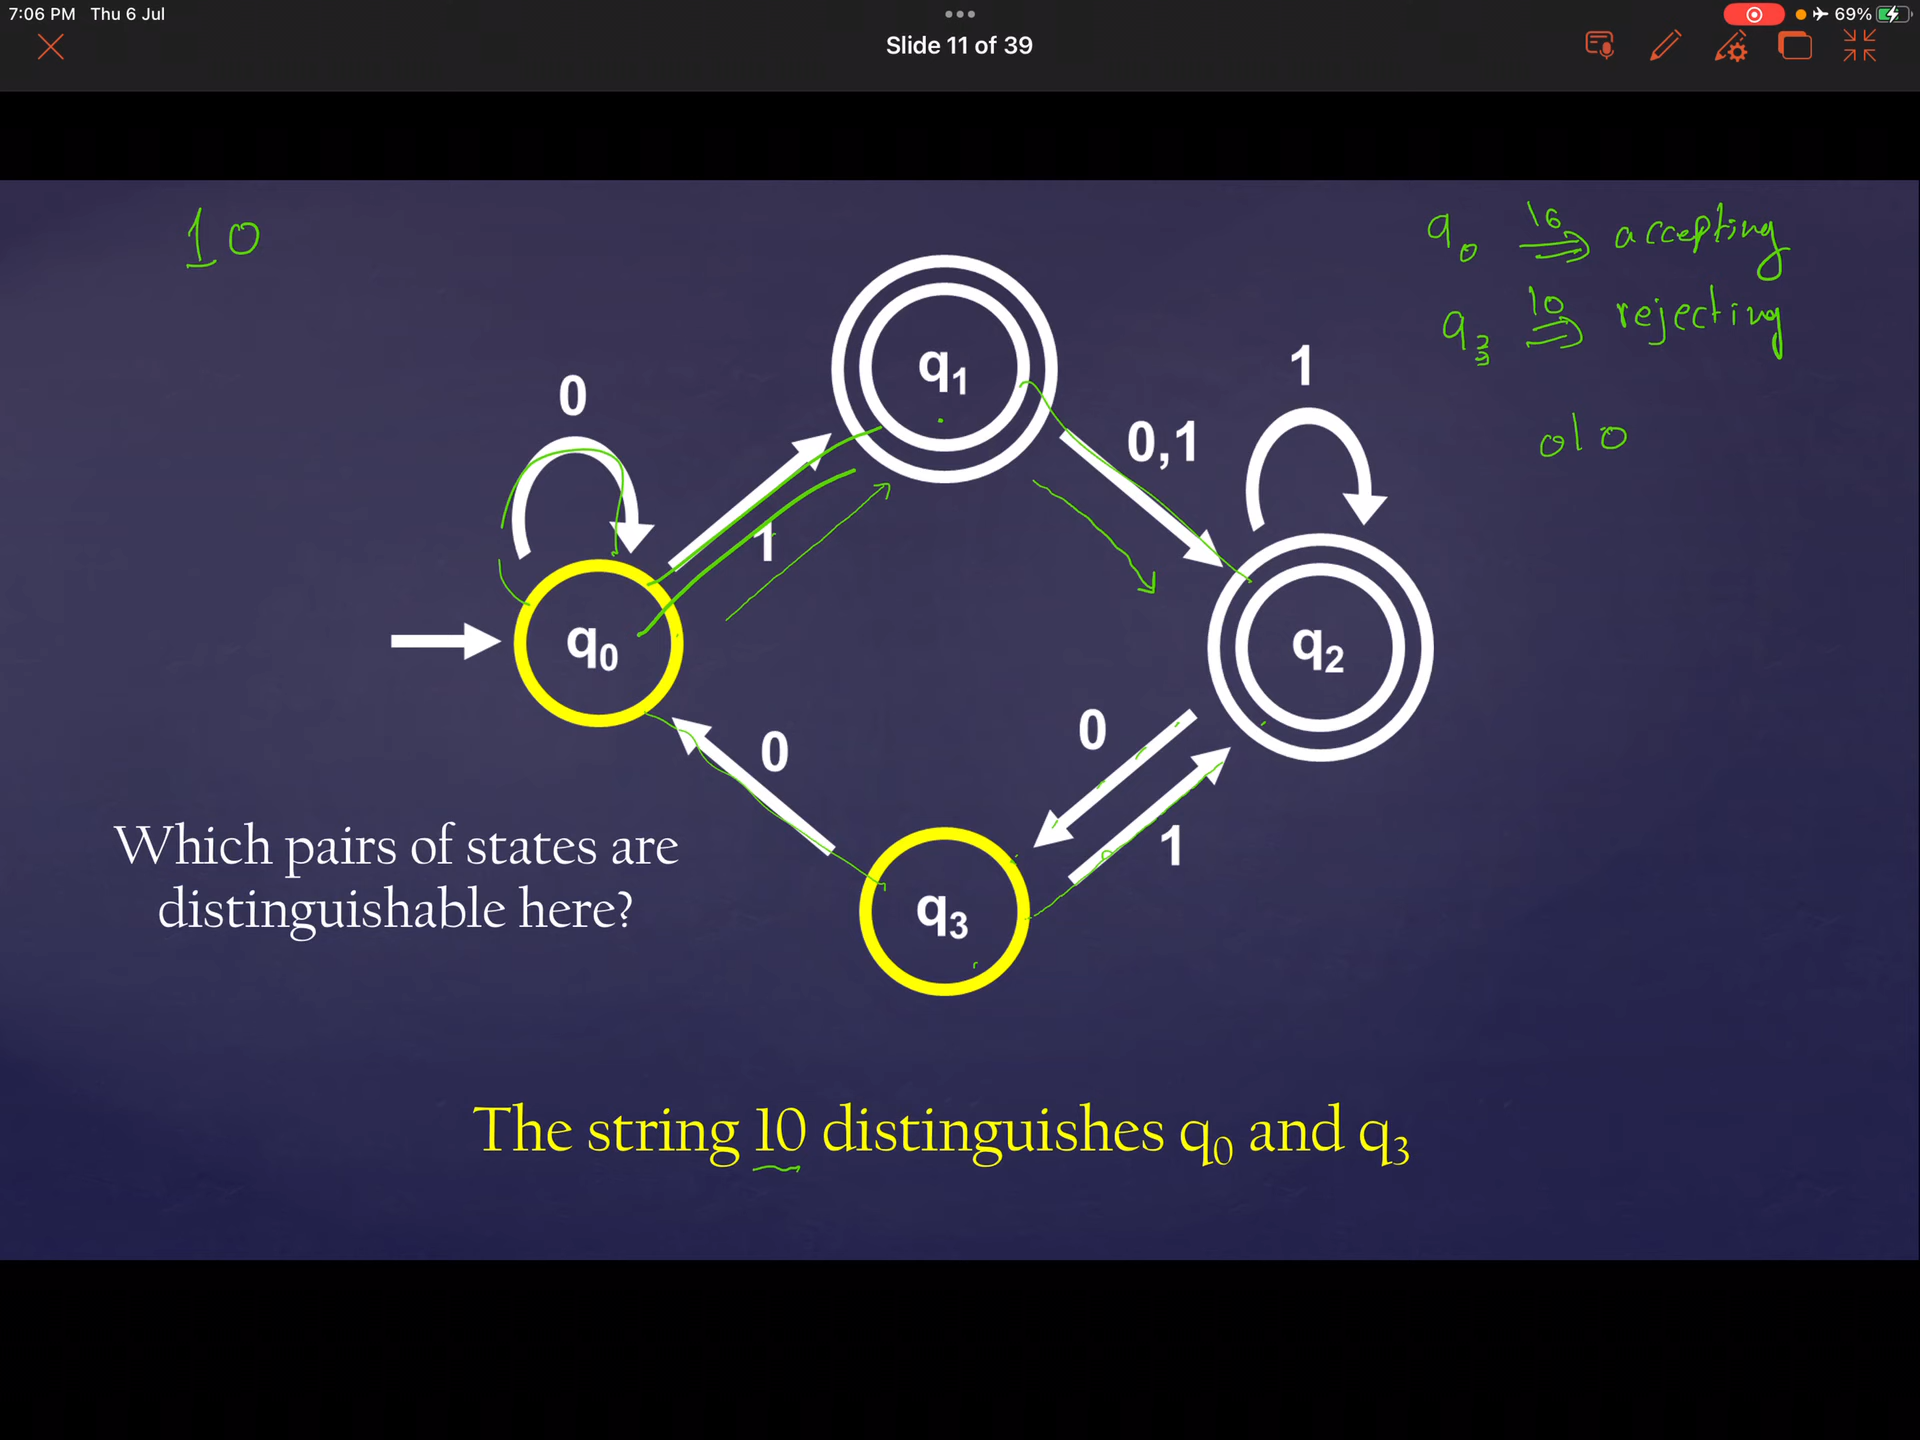 7:06 PM Thu 6 Jul
69%
Slide 11 of 39
10
q0 10 accepting
q3 10 rejecting
010
q1
0
0,1
1
1
q0
q2
0
0
1
q3
Which pairs of states are
distinguishable here?
The string 10 distinguishes q0 and q3